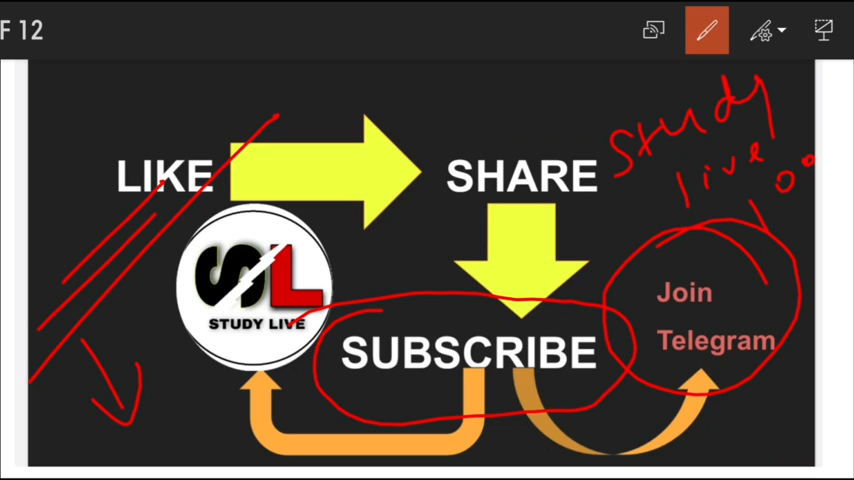 F 12
LIKE
SHARE
Study
live
SL
STUDY LIVE
SUBSCRIBE
Join
Telegram